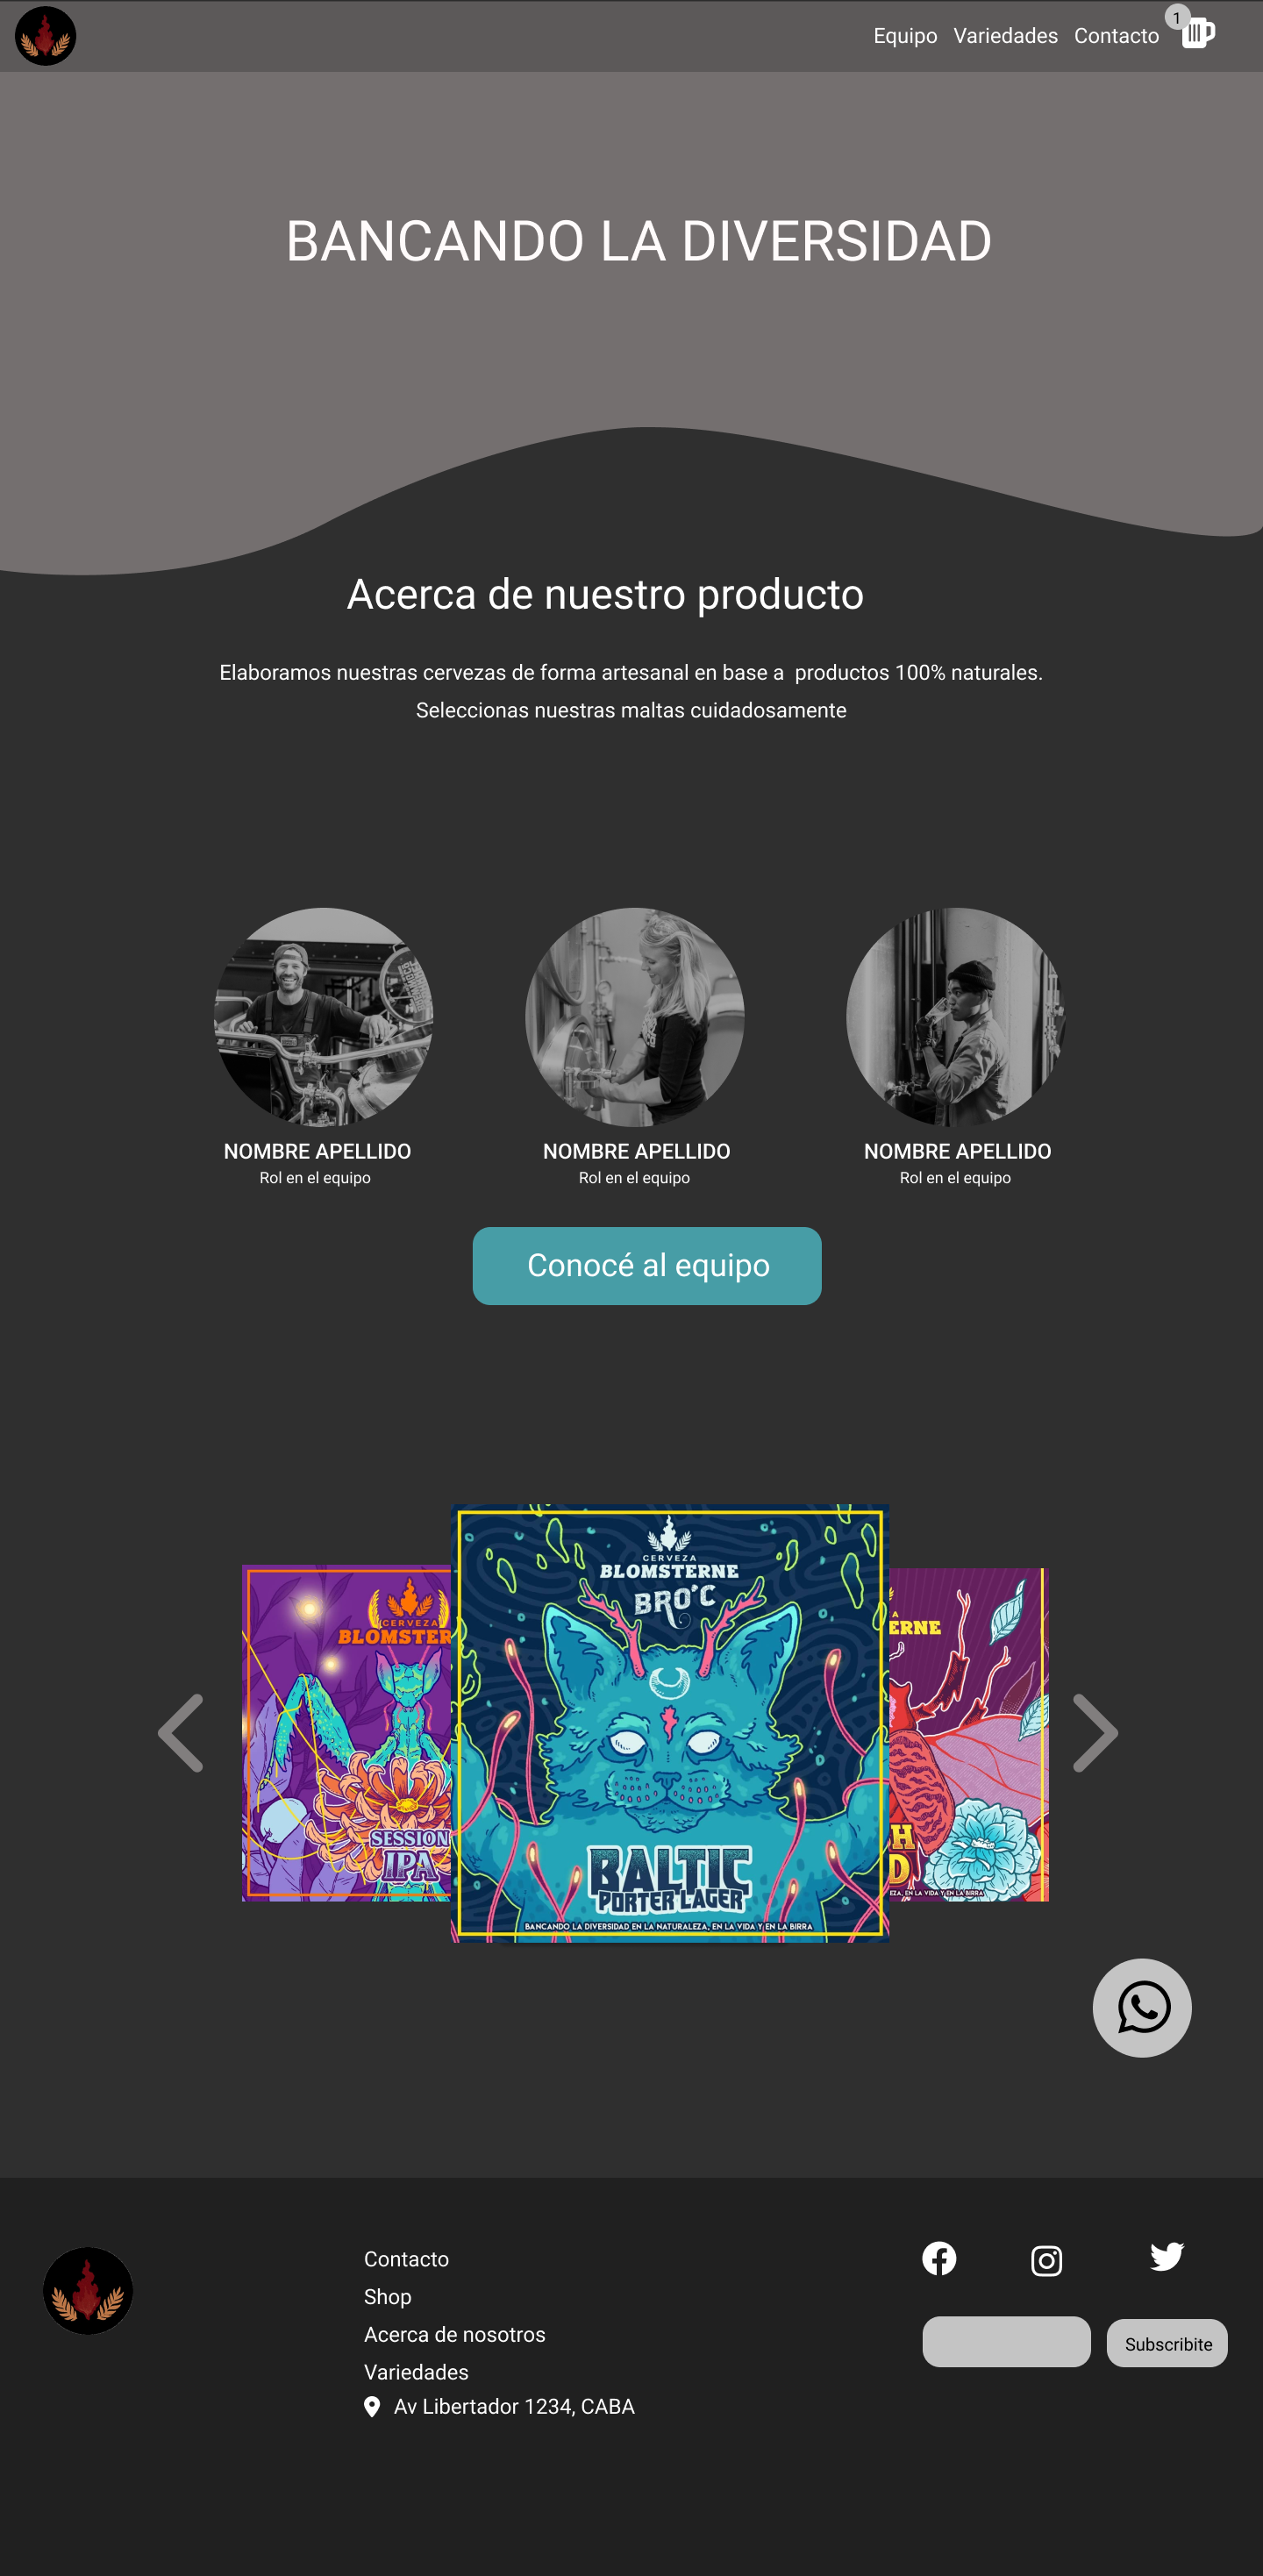 Equipo Variedades Contacto 1
BANCANDO LA DIVERSIDAD
Acerca de nuestro producto
Elaboramos nuestras cervezas de forma artesanal en base a productos 100% naturales.
Seleccionas nuestras maltas cuidadosamente
NOMBRE APELLIDO
Rol en el equipo
NOMBRE APELLIDO
Rol en el equipo
NOMBRE APELLIDO
Rol en el equipo
Conocé al equipo
CERVEZA
BLOMSTER
SESSION
IPA
CERVEZA
BLOMSTERNE
BRO'C
BALTIC
PORTER LAGER
BANCANDO LA DIVERSIDAD EN LA NATURALEZA, EN LA VIDA Y EN LA BIRRA
A
ERNE
H
D
EZA, EN LA VIDA Y EN LA BIRRA
Contacto
Shop
Acerca de nosotros
Variedades
Av Libertador 1234, CABA
Subscribite